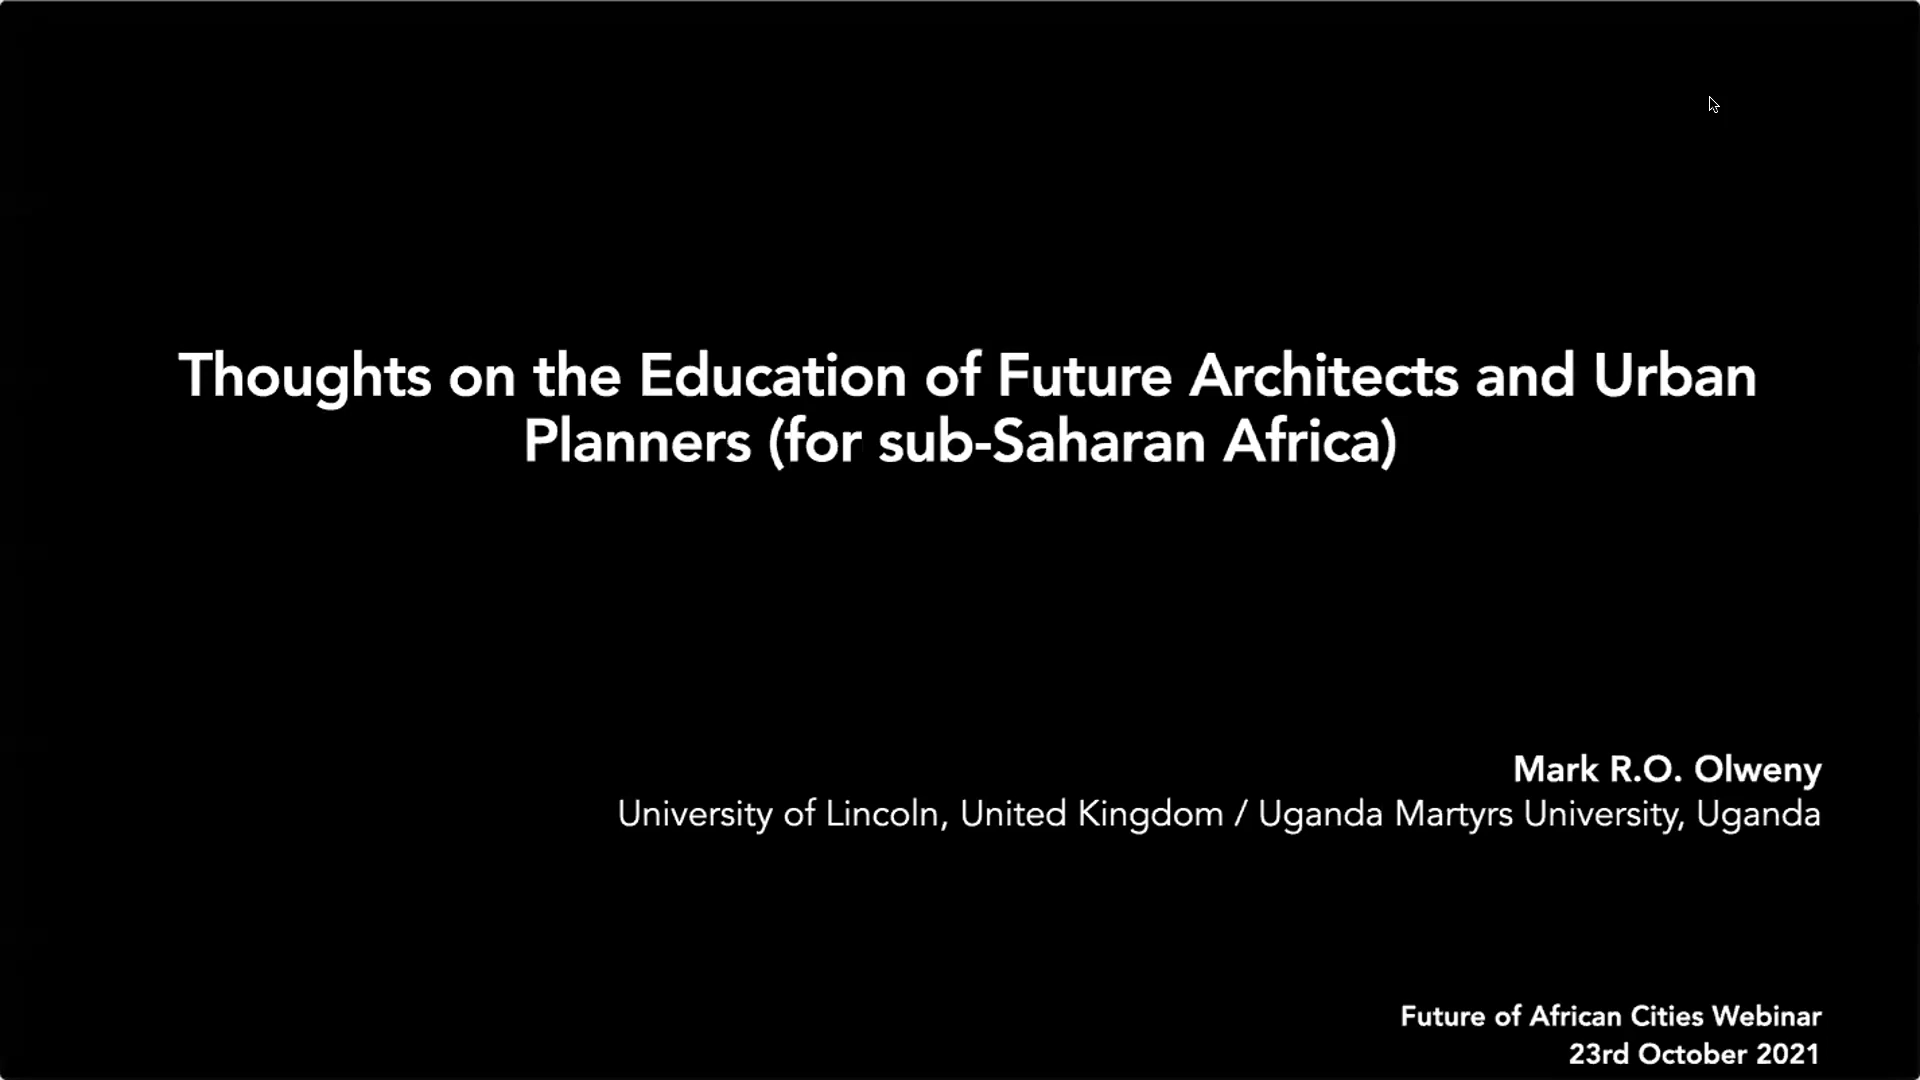 Thoughts on the Education of Future Architects and Urban
Planners (for sub-Saharan Africa)
Mark R.O. Olweny
University of Lincoln, United Kingdom / Uganda Martyrs University, Uganda
Future of African Cities Webinar
23rd October 2021